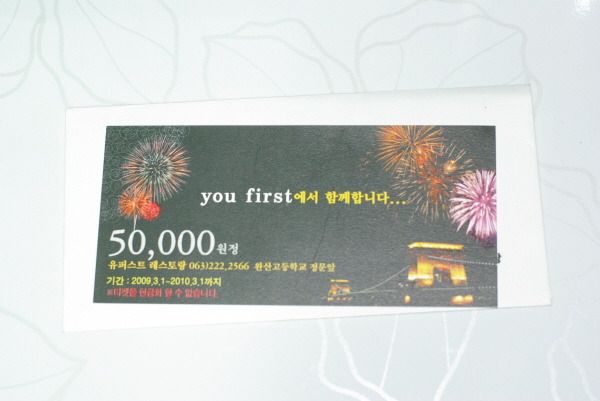 you first에서 함께합니다...
50,000원정
유퍼스트 레스토랑 063)222,2566 완산고등학교 정문앞
기간 : 2009,3,1~2010,3,1까지
※티켓을 현금화 할 수 없습니다.